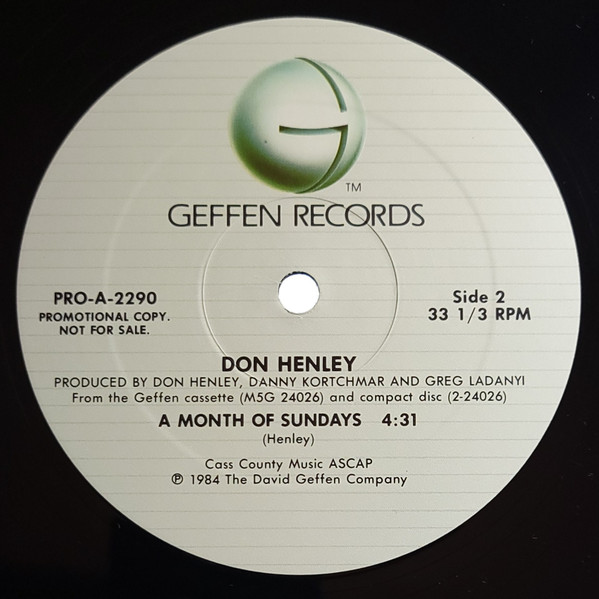 G
TM
GEFFEN RECORDS
PRO-A-2290
PROMOTIONAL COPY.
NOT FOR SALE.
Side 2
33 1/3 RPM
DON HENLEY
PRODUCED BY DON HENLEY, DANNY KORTCHMAR AND GREG LADANYI
From the Geffen cassette (M5G 24026) and compact disc (2-24026)
A MONTH OF SUNDAYS 4:31
(Henley)
Cass County Music ASCAP
℗ 1984 The David Geffen Company